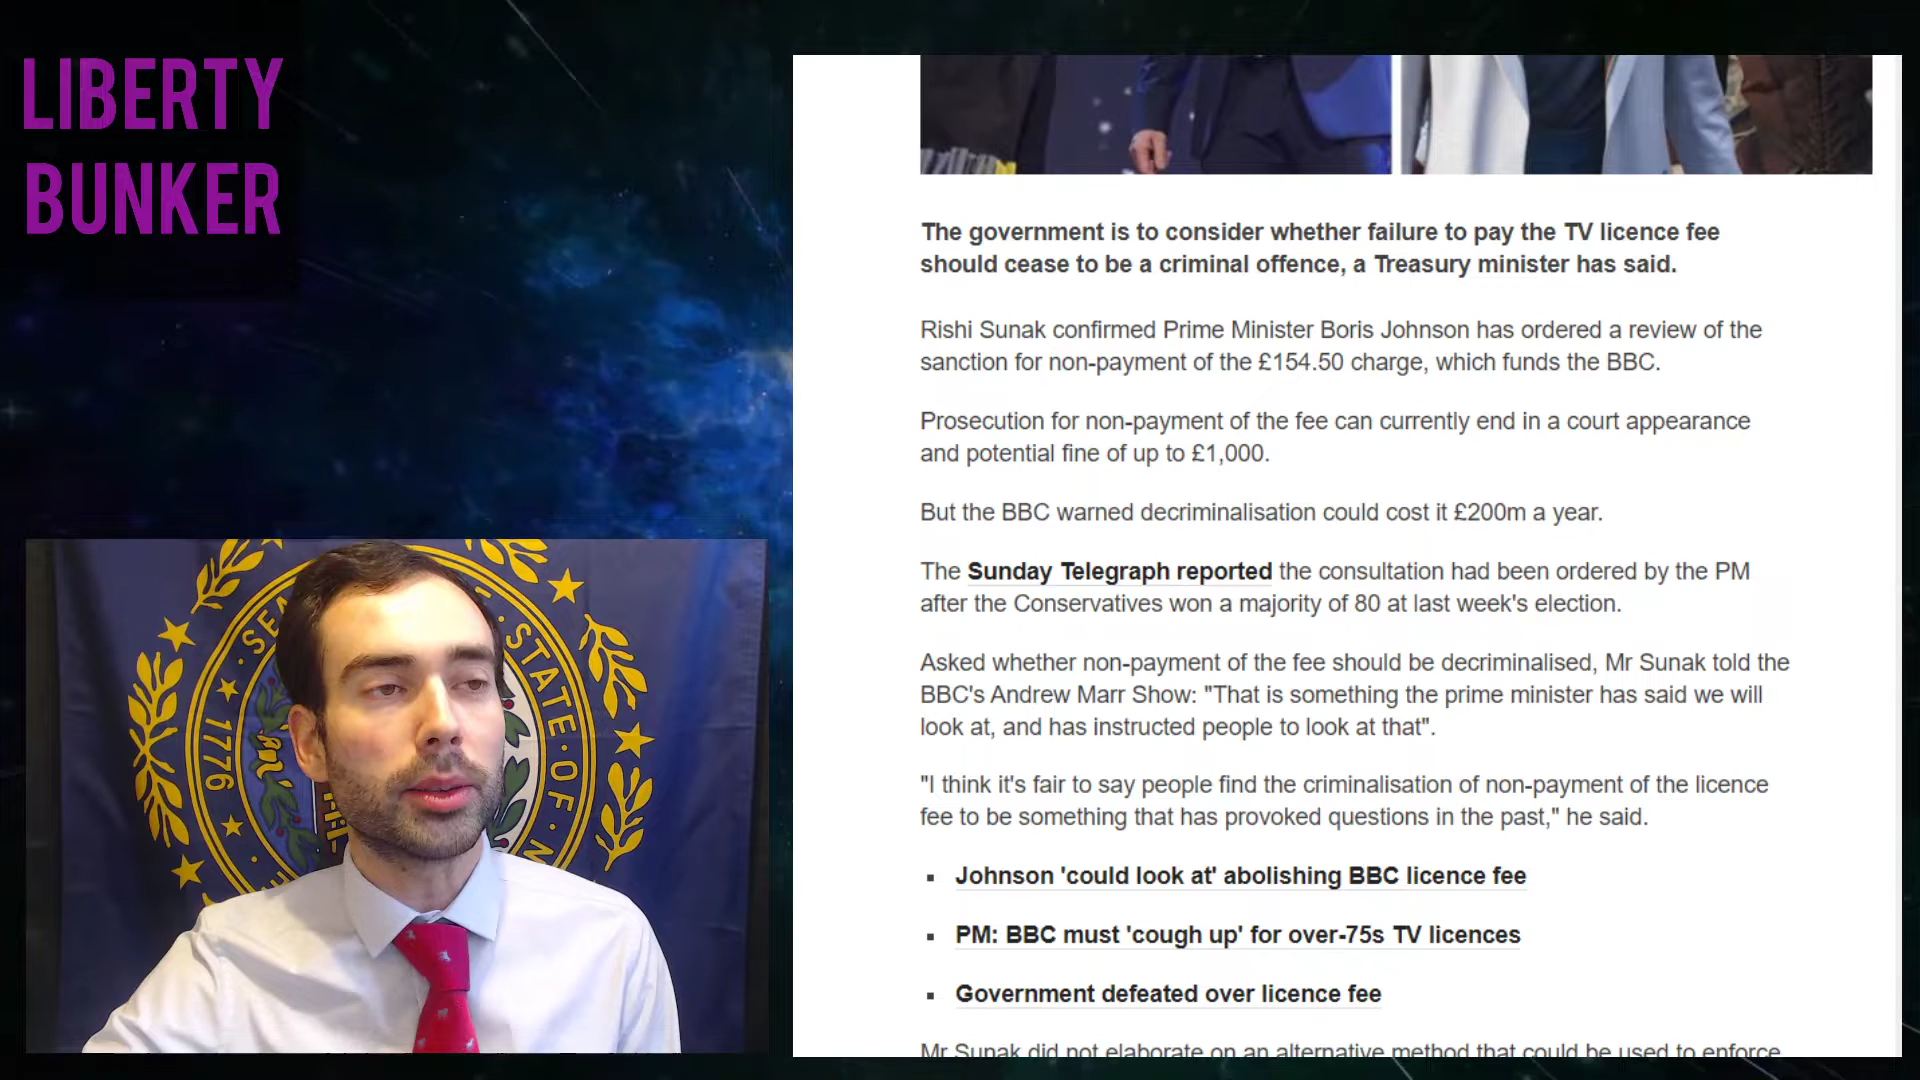 LIBERTY
BUNKER
The government is to consider whether failure to pay the TV licence fee
should cease to be a criminal offence, a Treasury minister has said.
Rishi Sunak confirmed Prime Minister Boris Johnson has ordered a review of the
sanction for non-payment of the £154.50 charge, which funds the BBC.
Prosecution for non-payment of the fee can currently end in a court appearance
and potential fine of up to £1,000.
But the BBC warned decriminalisation could cost it £200m a year.
The Sunday Telegraph reported the consultation had been ordered by the PM
after the Conservatives won a majority of 80 at last week's election.
Asked whether non-payment of the fee should be decriminalised, Mr Sunak told the
BBC's Andrew Marr Show: "That is something the prime minister has said we will
look at, and has instructed people to look at that".
"I think it's fair to say people find the criminalisation of non-payment of the licence
fee to be something that has provoked questions in the past," he said.
▪ Johnson 'could look at' abolishing BBC licence fee
▪ PM: BBC must 'cough up' for over-75s TV licences
▪ Government defeated over licence fee
Mr Sunak did not elaborate on an alternative method that could be used to enforce
SEA
STATE·OF·N
1776